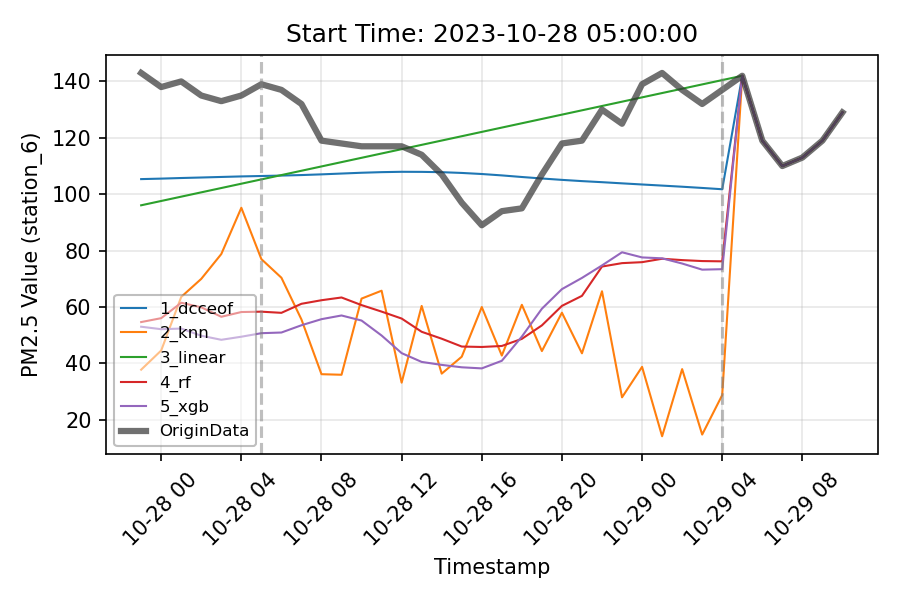 Start Time: 2023-10-28 05:00:00
PM2.5 Value (station_6)
140
120
100
80
60
40
20
1_dcceof
2_knn
3_linear
4_rf
5_xgb
OriginData
10-28 00
10-28 04
10-28 08
10-28 12
10-28 16
10-28 20
10-29 00
10-29 04
10-29 08
Timestamp